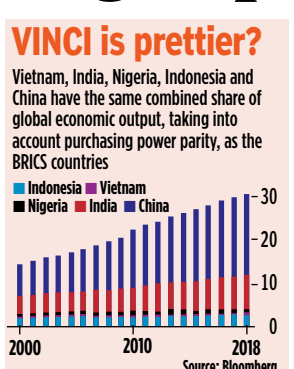 VINCI is prettier?
Vietnam, India, Nigeria, Indonesia and
China have the same combined share of
global economic output, taking into
account purchasing power parity, as the
BRICS countries
Indonesia Vietnam
Nigeria India China
30
20
10
0
2000 2010 2018
Source: Bloomberg